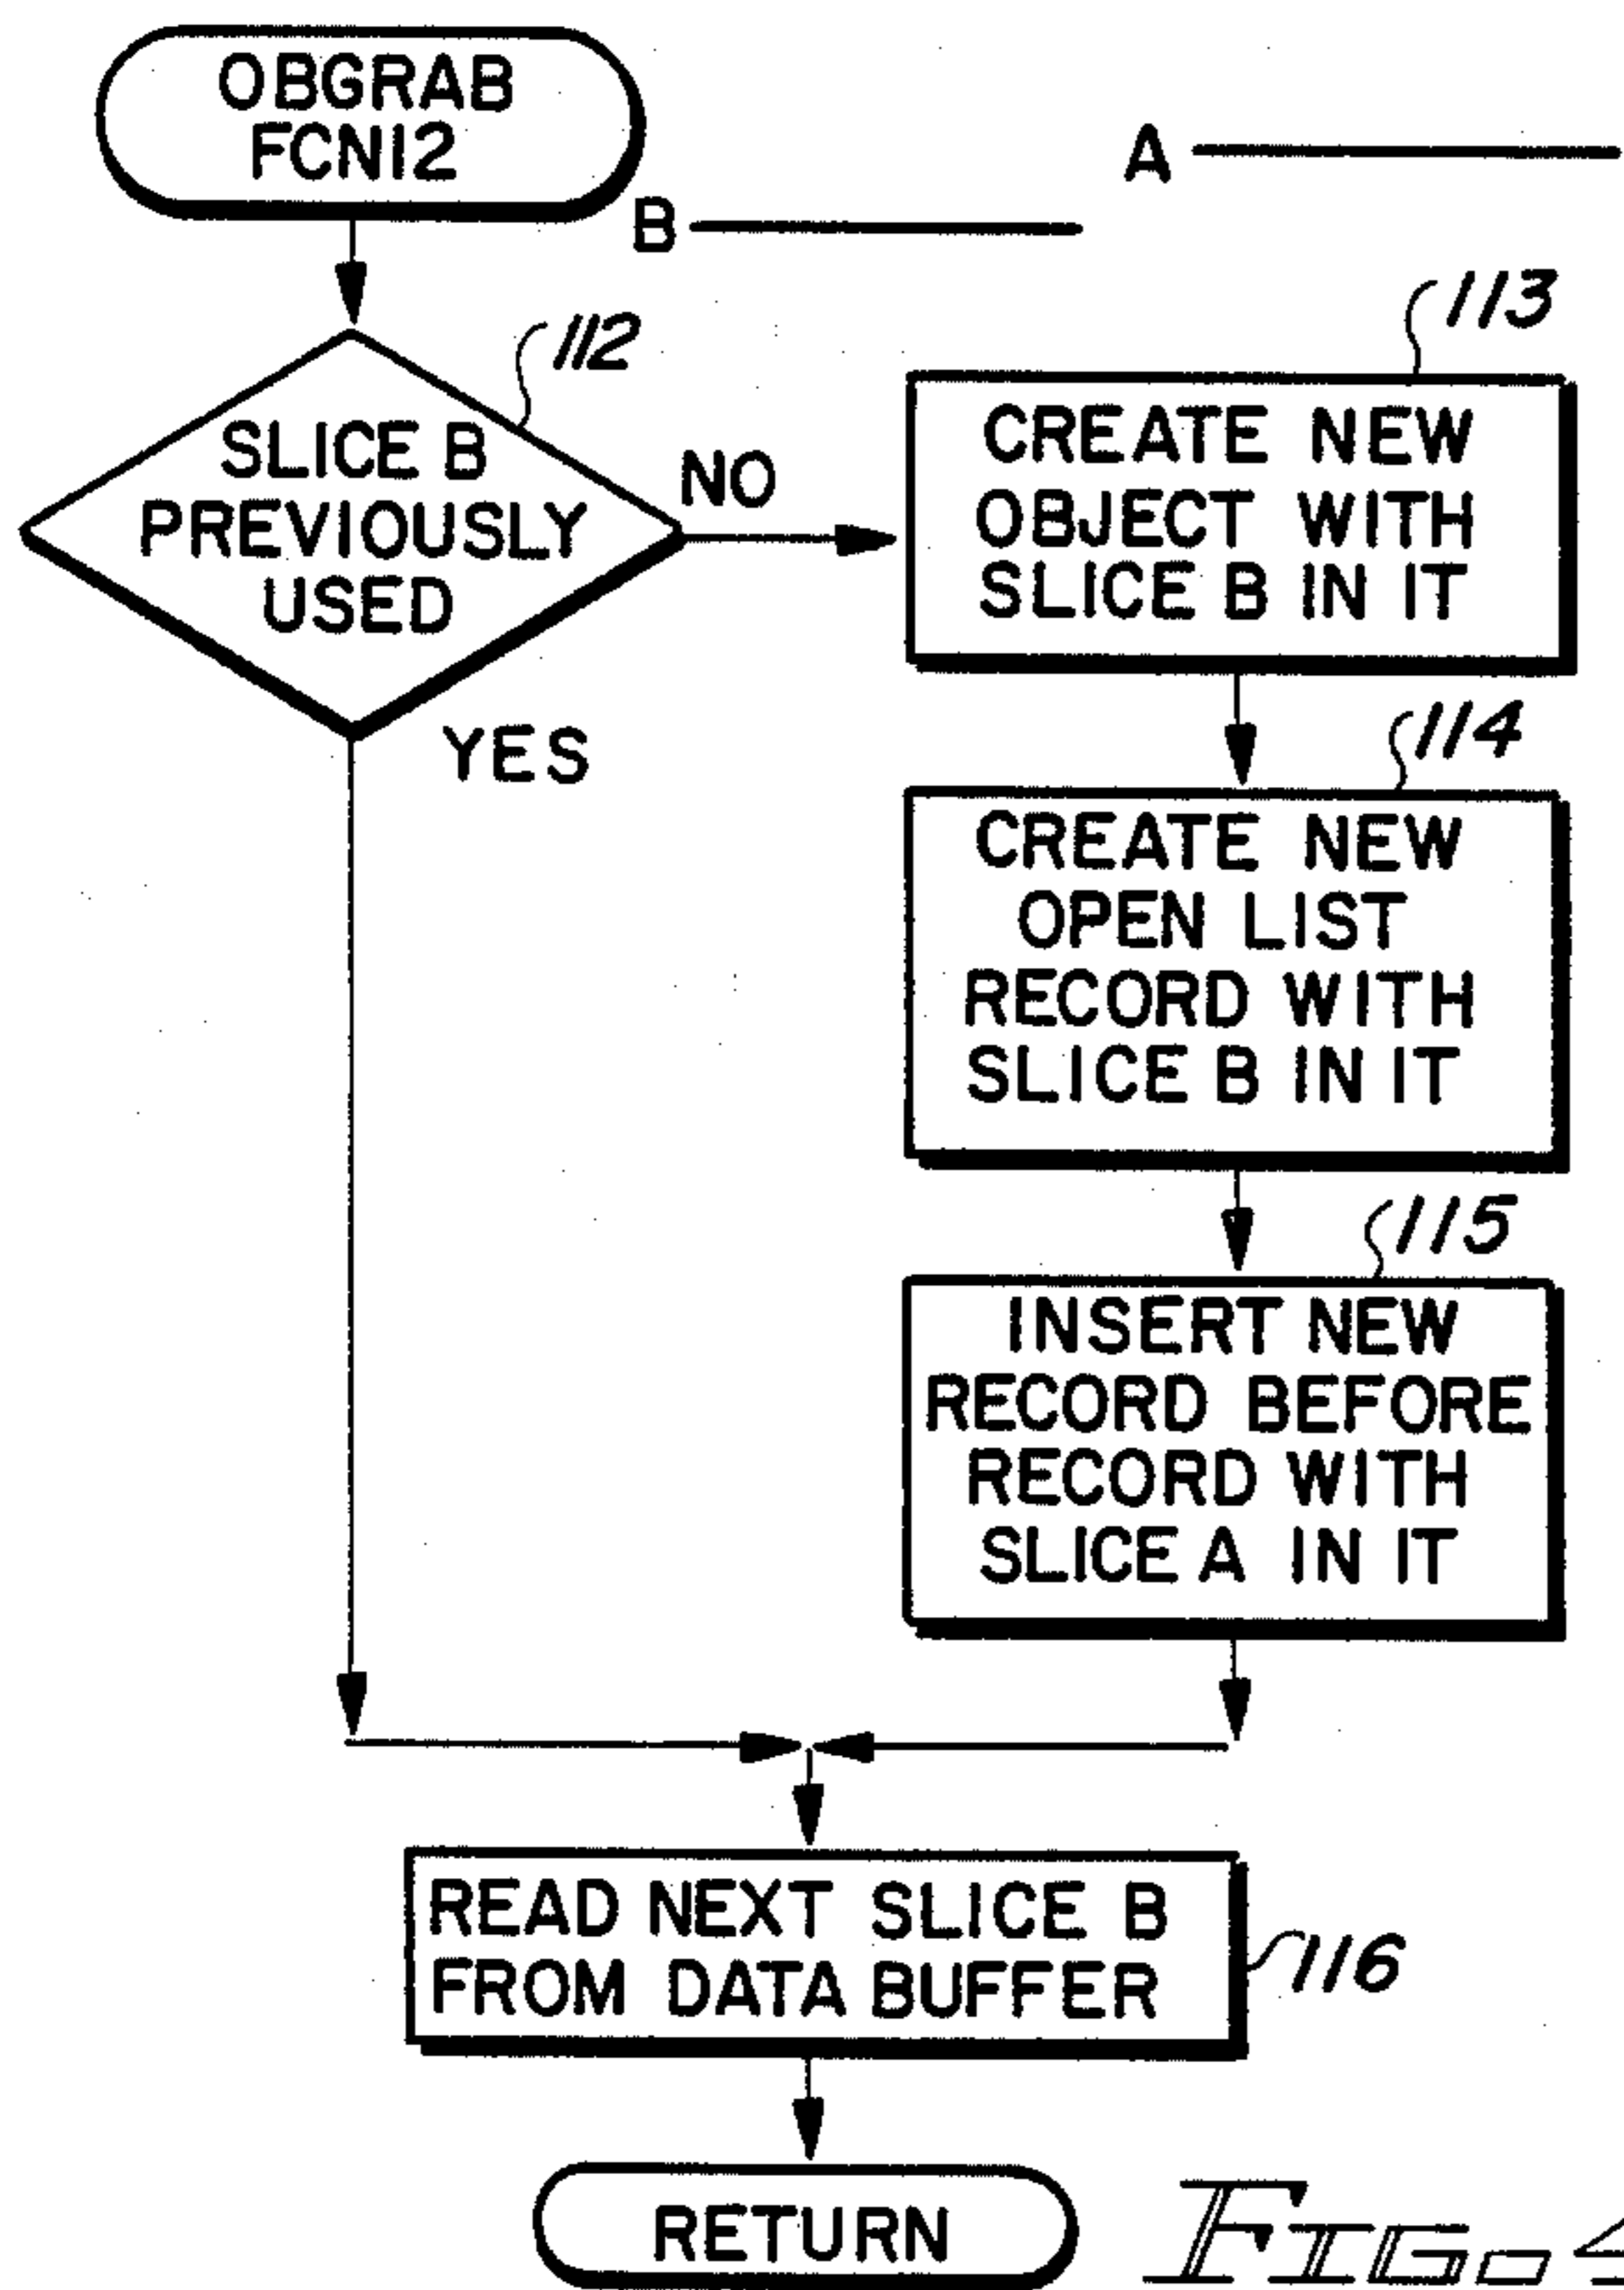 OBGRAB
FCN12
A
B
112
113
SLICE B
PREVIOUSLY
USED
NO
YES
CREATE NEW
OBJECT WITH
SLICE B IN IT
114
CREATE NEW
OPEN LIST
RECORD WITH
SLICE B IN IT
115
INSERT NEW
RECORD BEFORE
RECORD WITH
SLICE A IN IT
READ NEXT SLICE B
FROM DATA BUFFER
116
RETURN
FIG.